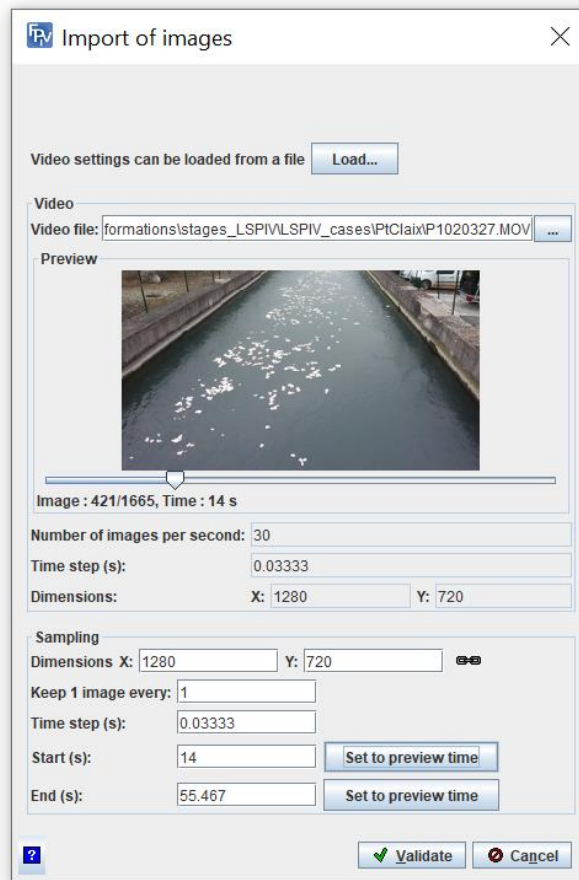 FPIV Import of images
Video settings can be loaded from a file Load...
Video
Video file: formations\stages_LSPIV\LSPIV_cases\PtClaix\P1020327.MOV ...
Preview
Image : 421/1665, Time : 14 s
Number of images per second: 30
Time step (s): 0.03333
Dimensions: X: 1280 Y: 720
Sampling
Dimensions X: 1280 Y: 720
Keep 1 image every: 1
Time step (s): 0.03333
Start (s): 14 Set to preview time
End (s): 55.467 Set to preview time
? Validate Cancel